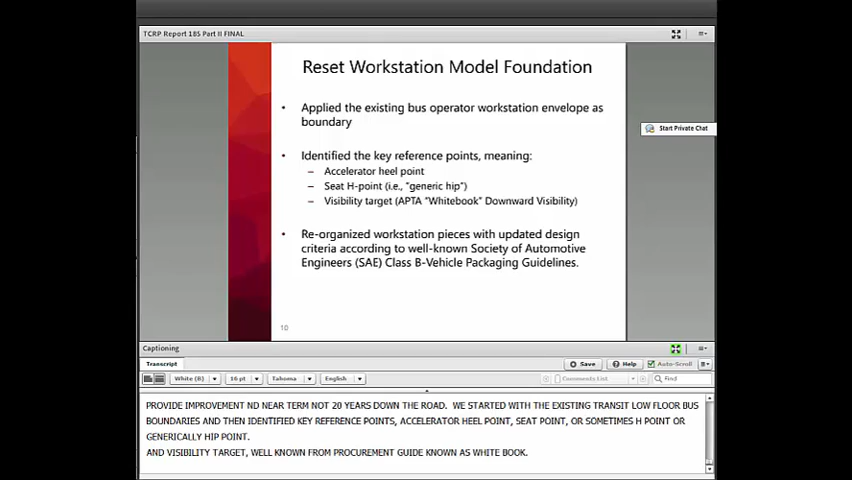 TCRP Report 185 Part II FINAL
Reset Workstation Model Foundation
• Applied the existing bus operator workstation envelope as
boundary
Start Private Chat
• Identified the key reference points, meaning:
– Accelerator heel point
– Seat H-point (i.e., "generic hip")
– Visibility target (APTA "Whitebook" Downward Visibility)
• Re-organized workstation pieces with updated design
criteria according to well-known Society of Automotive
Engineers (SAE) Class B-Vehicle Packaging Guidelines.
10
Captioning
Transcript
Save Help Auto-Scroll
White (B) 16 pt Tahoma English Comments List Find
PROVIDE IMPROVEMENT ND NEAR TERM NOT 20 YEARS DOWN THE ROAD. WE STARTED WITH THE EXISTING TRANSIT LOW FLOOR BUS
BOUNDARIES AND THEN IDENTIFIED KEY REFERENCE POINTS, ACCELERATOR HEEL POINT, SEAT POINT, OR SOMETIMES H POINT OR
GENERICALLY HIP POINT.
AND VISIBILITY TARGET, WELL KNOWN FROM PROCUREMENT GUIDE KNOWN AS WHITE BOOK.